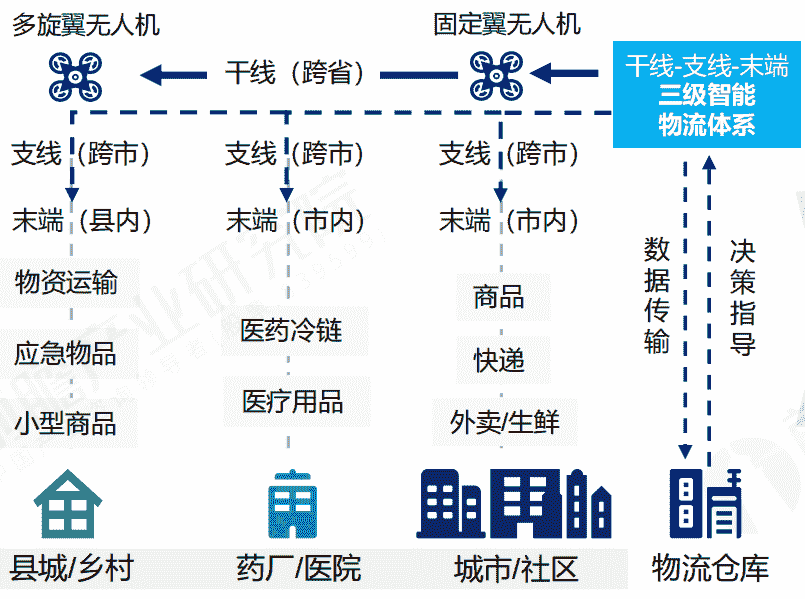 多旋翼无人机
固定翼无人机
干线（跨省）
干线-支线-末端
三级智能
物流体系
支线（跨市）
支线（跨市）
支线（跨市）
末端（县内）
末端（市内）
末端（市内）
物资运输
应急物品
小型商品
医药冷链
医疗用品
商品
快递
外卖/生鲜
数据传输
决策指导
县城/乡村
药厂/医院
城市/社区
物流仓库